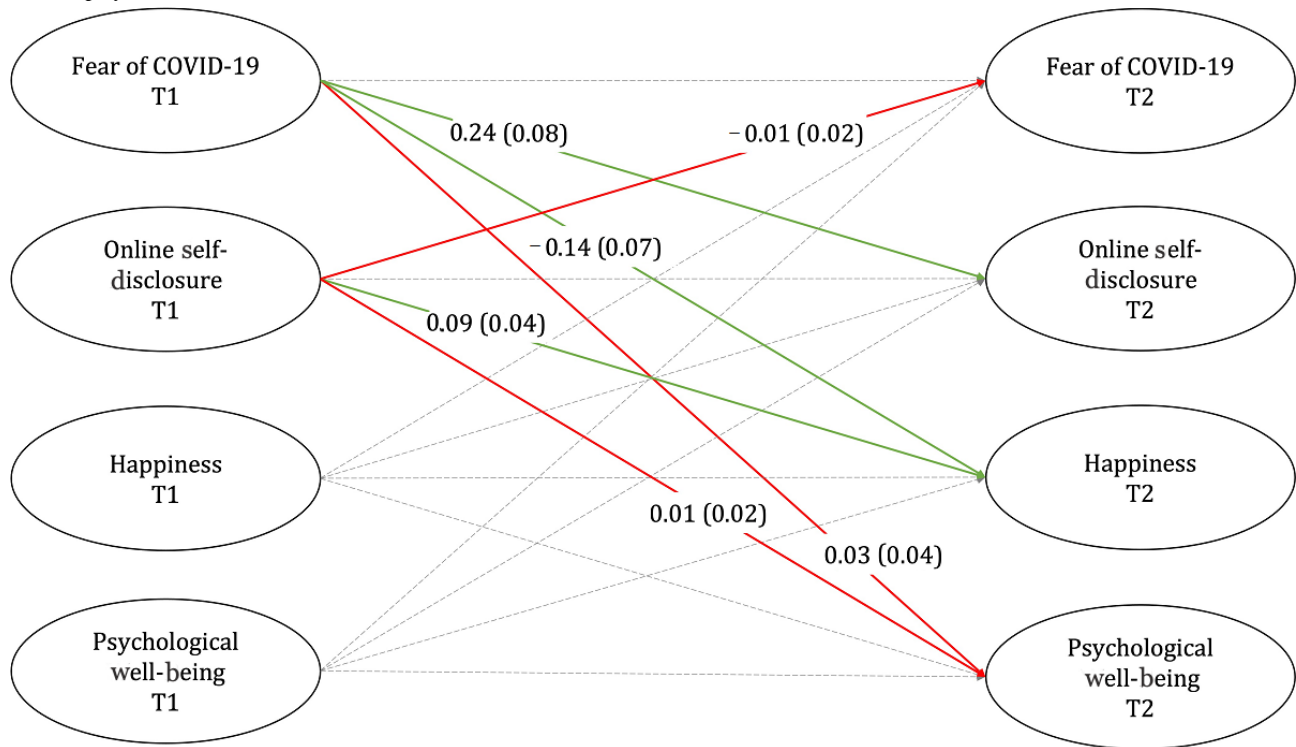 Fear of COVID-19
T1
Fear of COVID-19
T2
0.24 (0.08)
−0.01 (0.02)
Online self-
disclosure
T1
−0.14 (0.07)
Online self-
disclosure
T2
0.09 (0.04)
Happiness
T1
Happiness
T2
0.01 (0.02)
0.03 (0.04)
Psychological
well-being
T1
Psychological
well-being
T2